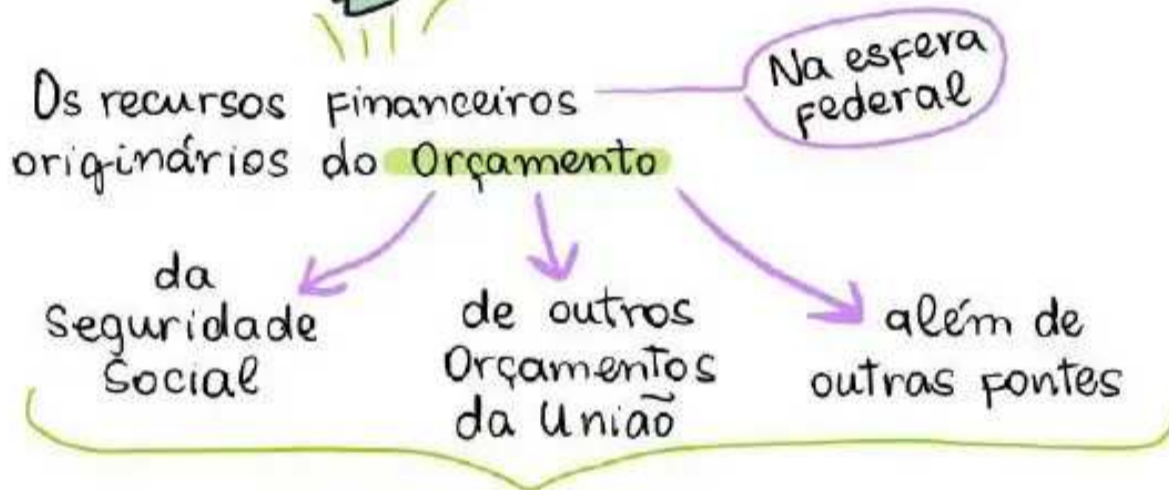 Os recursos financeiros
originários do Orçamento
Na esfera
federal
da
Seguridade
Social
de outros
Orçamentos
da União
além de
outras fontes